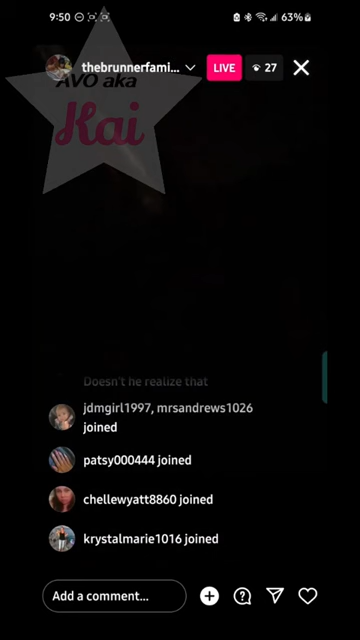 9:50
63%
thebrunnerfami...
LIVE
27
AVO aka
Kai
Doesn't he realize that
jdmgirl1997, mrsandrews1026
joined
patsy000444 joined
chellewyatt8860 joined
krystalmarie1016 joined
Add a comment...